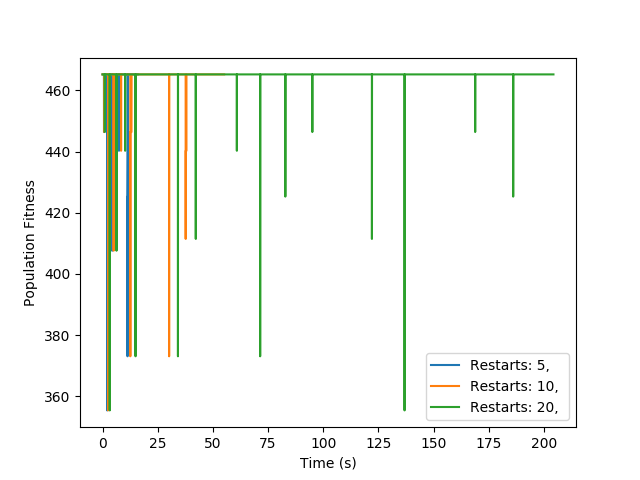 460
440
420
400
380
360
Population Fitness
0 25 50 75 100 125 150 175 200
Time (s)
Restarts: 5,
Restarts: 10,
Restarts: 20,